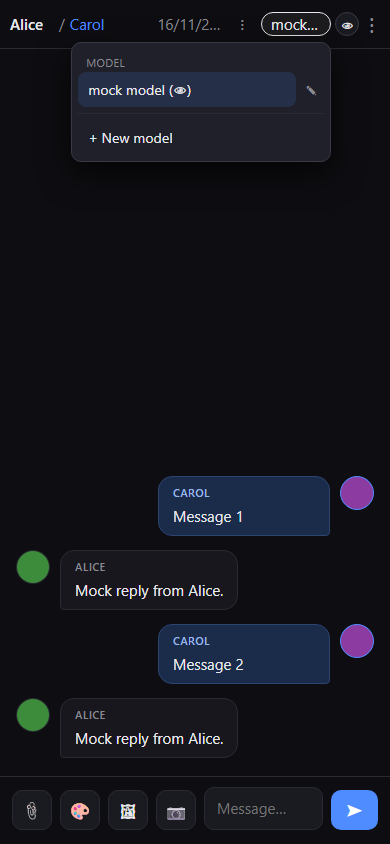 Alice / Carol 16/11/2... ⋮ mock... 👁 ⋮
MODEL
mock model (👁)
+ New model
CAROL
Message 1
ALICE
Mock reply from Alice.
CAROL
Message 2
ALICE
Mock reply from Alice.
Message...